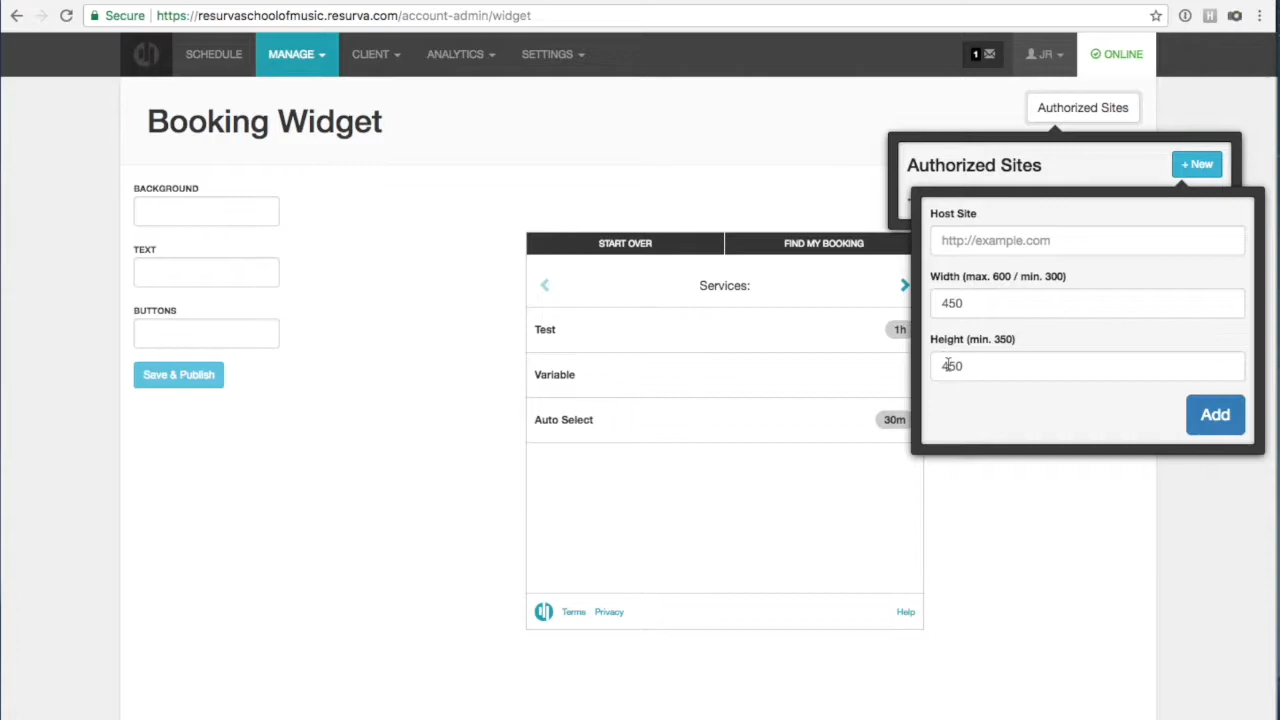 Secure https://resurvaschoolofmusic.resurva.com/account-admin/widget
SCHEDULE MANAGE CLIENT ANALYTICS SETTINGS 1 JR ONLINE
Booking Widget
Authorized Sites
Authorized Sites
+ New
BACKGROUND
TEXT
BUTTONS
Save & Publish
START OVER FIND MY BOOKING
Services:
Test 1h
Variable
Auto Select 30m
Terms Privacy Help
Host Site
http://example.com
Width (max. 600 / min. 300)
450
Height (min. 350)
450
Add